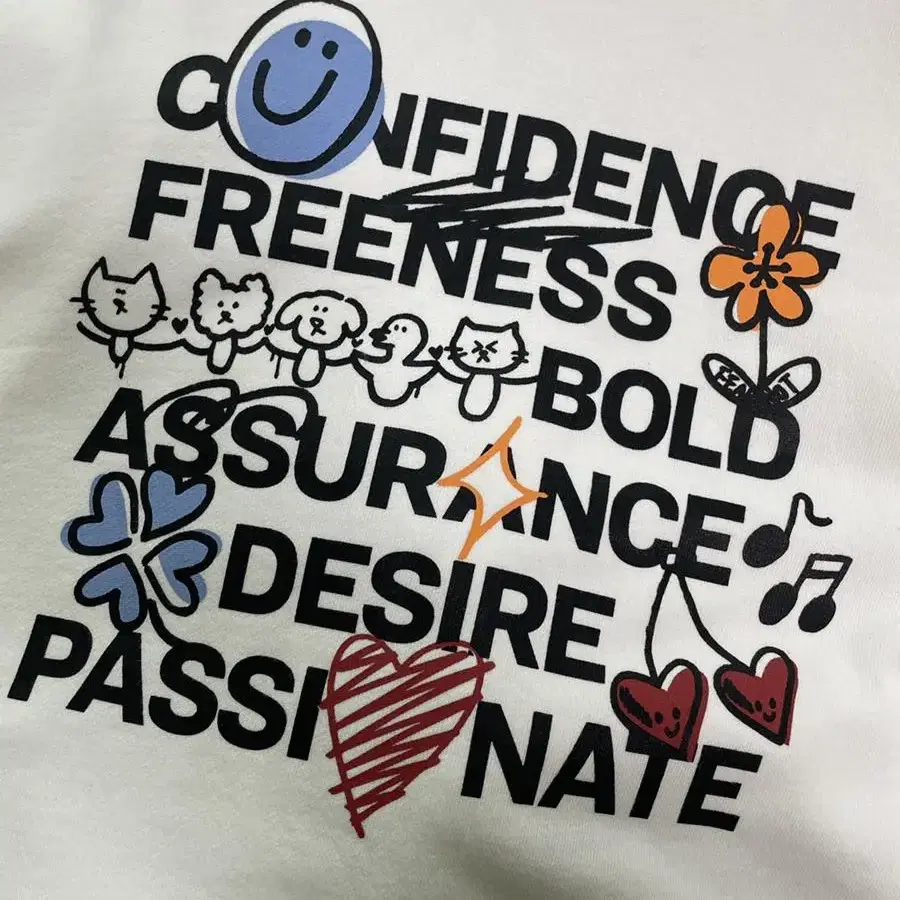 CONFIDENCE
FREENESS
BOLD
ASSURANCE
DESIRE
PASSIONATE